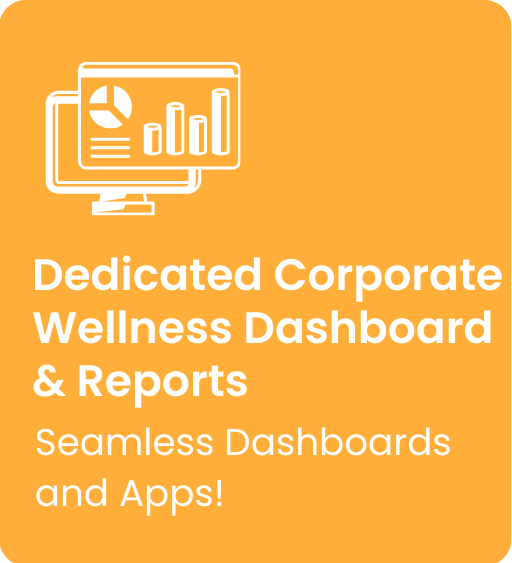 Dedicated Corporate
Wellness Dashboard
& Reports
Seamless Dashboards
and Apps!